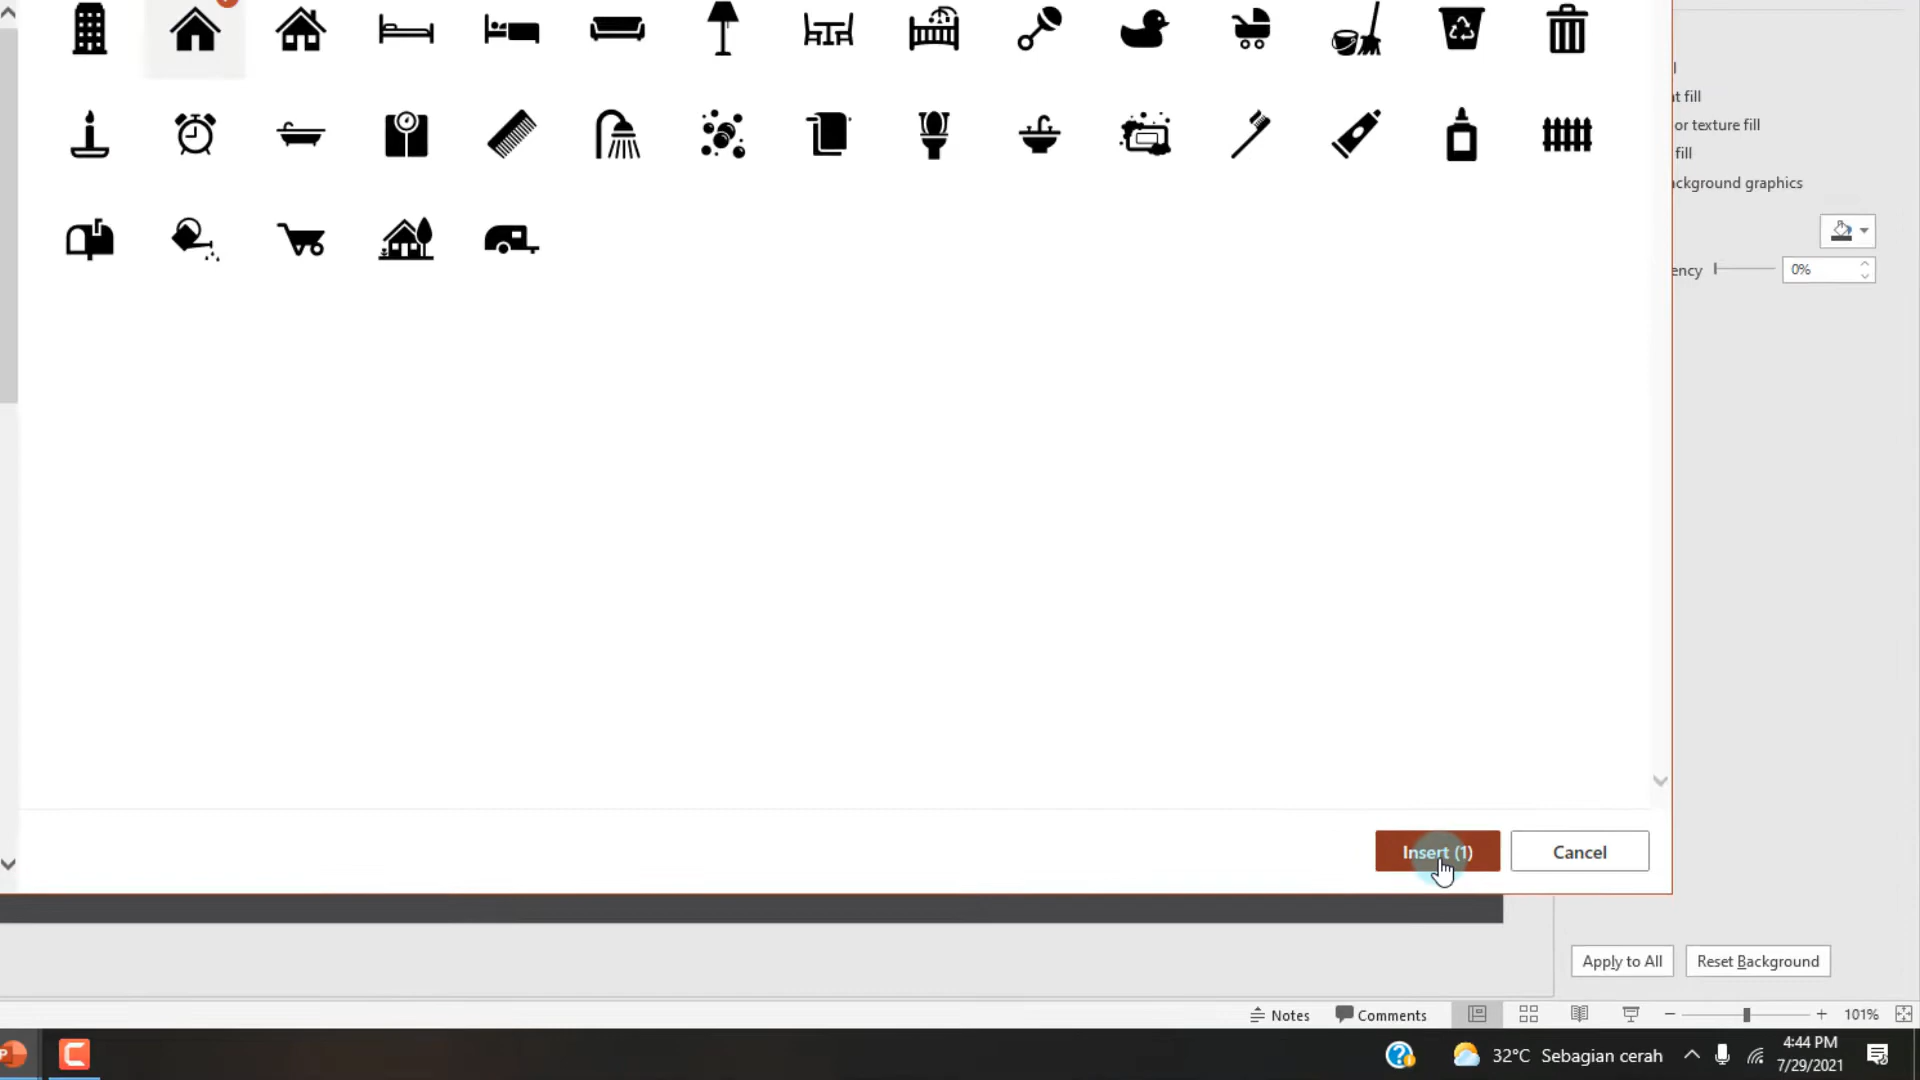 t fill
or texture fill
fill
ckground graphics
ency
0%
Insert (1)
Cancel
Apply to All
Reset Background
Notes
Comments
101%
32°C Sebagian cerah
4:44 PM
7/29/2021